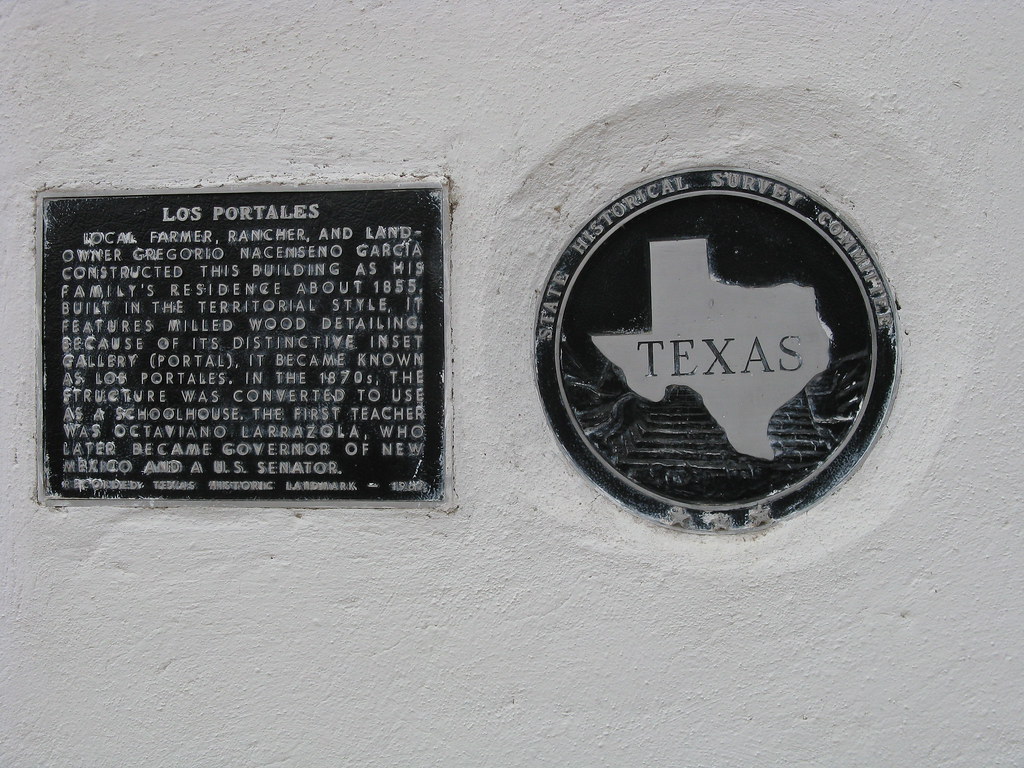 LOS PORTALES
LOCAL FARMER, RANCHER, AND LAND-
OWNER GREGORIO NACENSENO GARCIA
CONSTRUCTED THIS BUILDING AS HIS
FAMILY'S RESIDENCE ABOUT 1855.
BUILT IN THE TERRITORIAL STYLE, IT
FEATURES MILLED WOOD DETAILING.
BECAUSE OF ITS DISTINCTIVE INSET
GALLERY (PORTAL), IT BECAME KNOWN
AS LOS PORTALES. IN THE 1870s, THE
STRUCTURE WAS CONVERTED TO USE
AS A SCHOOLHOUSE. THE FIRST TEACHER
WAS OCTAVIANO LARRAZOLA, WHO
LATER BECAME GOVERNOR OF NEW
MEXICO AND A U.S. SENATOR.
RECORDED TEXAS HISTORIC LANDMARK -
STATE HISTORICAL SURVEY COMMITTEE
TEXAS